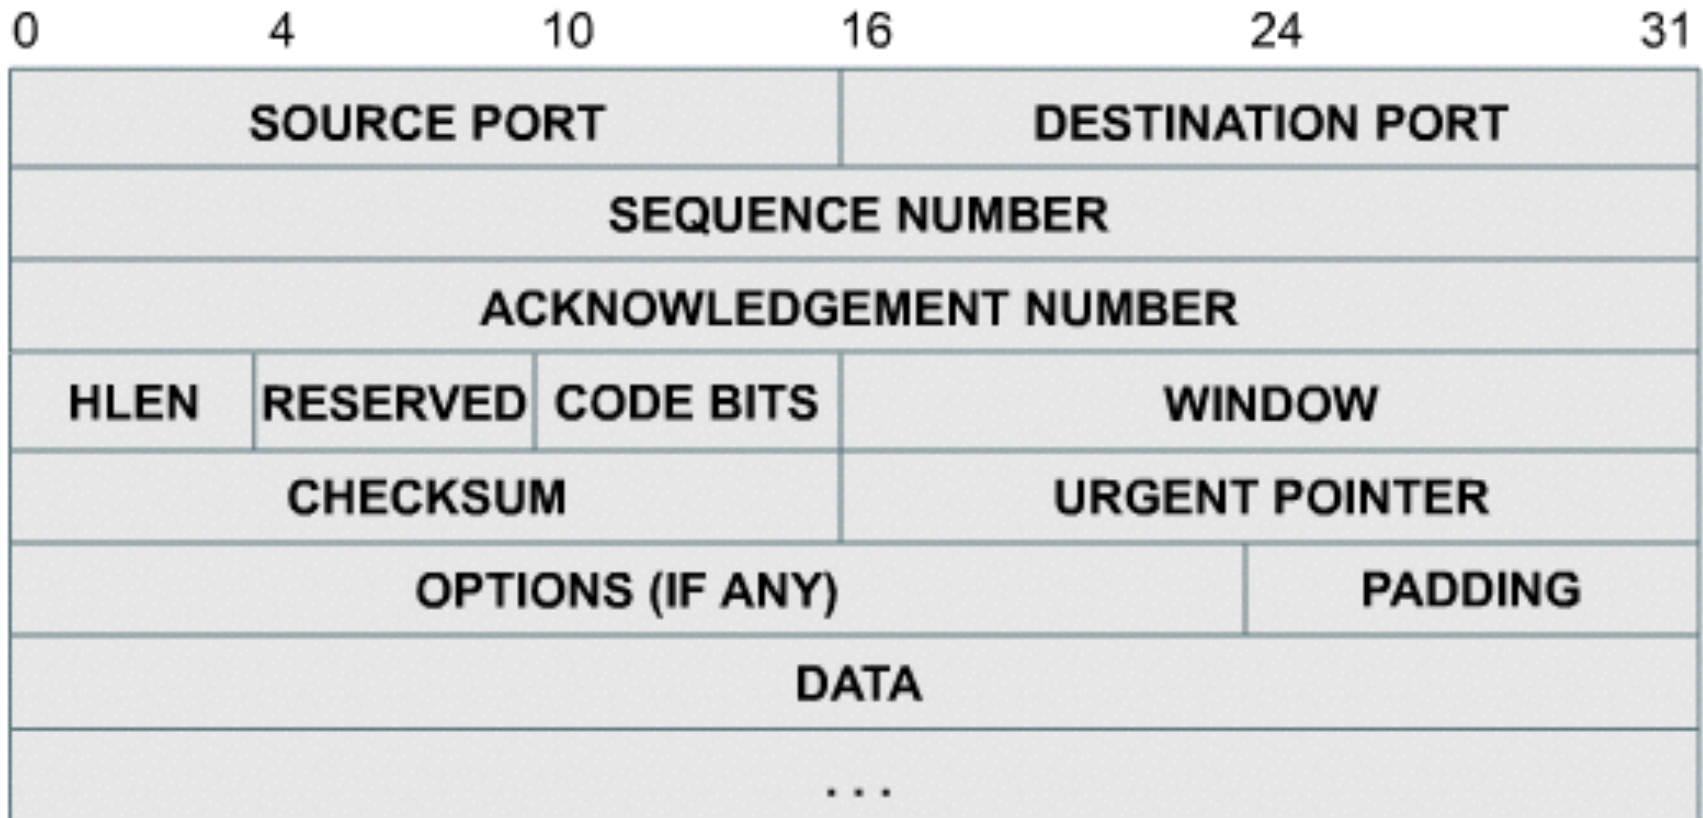 0 4 10 16 24 31
SOURCE PORT DESTINATION PORT
SEQUENCE NUMBER
ACKNOWLEDGEMENT NUMBER
HLEN RESERVED CODE BITS WINDOW
CHECKSUM URGENT POINTER
OPTIONS (IF ANY) PADDING
DATA
. . .